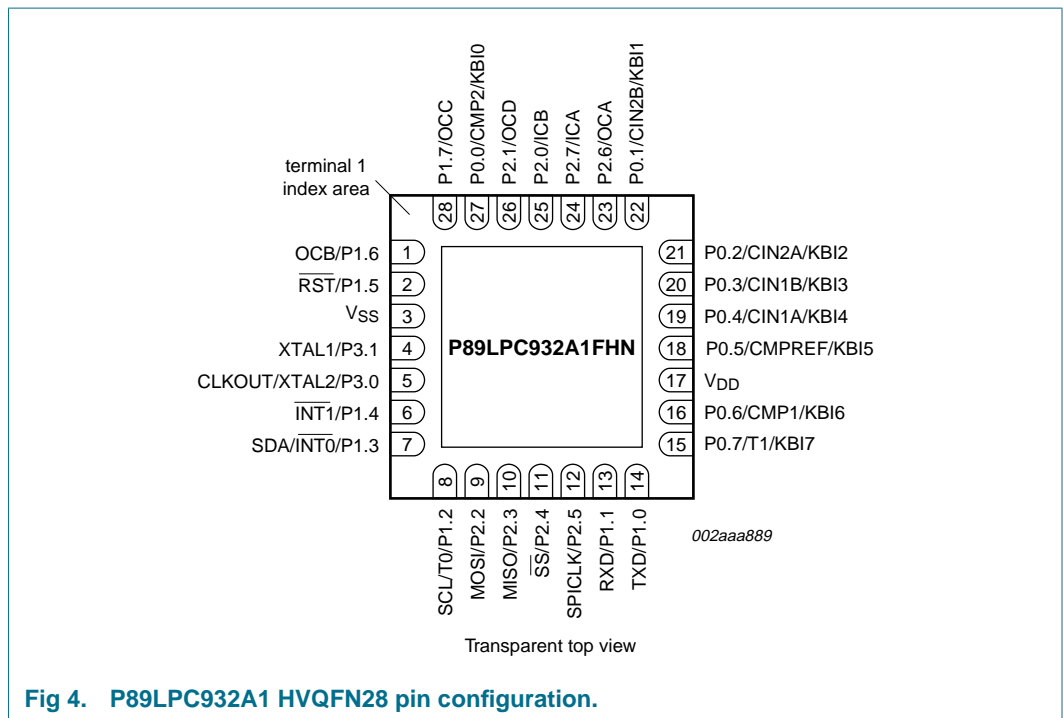 P1.7/OCC
P0.0/CMP2/KBI0
P2.1/OCD
P2.0/ICB
P2.7/ICA
P2.6/OCA
P0.1/CIN2B/KBI1
terminal 1
index area
28
27
26
25
24
23
22
OCB/P1.6 1
21 P0.2/CIN2A/KBI2
R̅S̅T̅/P1.5 2
20 P0.3/CIN1B/KBI3
VSS 3
19 P0.4/CIN1A/KBI4
XTAL1/P3.1 4
P89LPC932A1FHN
18 P0.5/CMPREF/KBI5
CLKOUT/XTAL2/P3.0 5
17 VDD
I̅N̅T̅1̅/P1.4 6
16 P0.6/CMP1/KBI6
SDA/I̅N̅T̅0̅/P1.3 7
15 P0.7/T1/KBI7
8
9
10
11
12
13
14
SCL/T0/P1.2
MOSI/P2.2
MISO/P2.3
S̅S̅/P2.4
SPICLK/P2.5
RXD/P1.1
TXD/P1.0
002aaa889
Transparent top view
Fig 4. P89LPC932A1 HVQFN28 pin configuration.